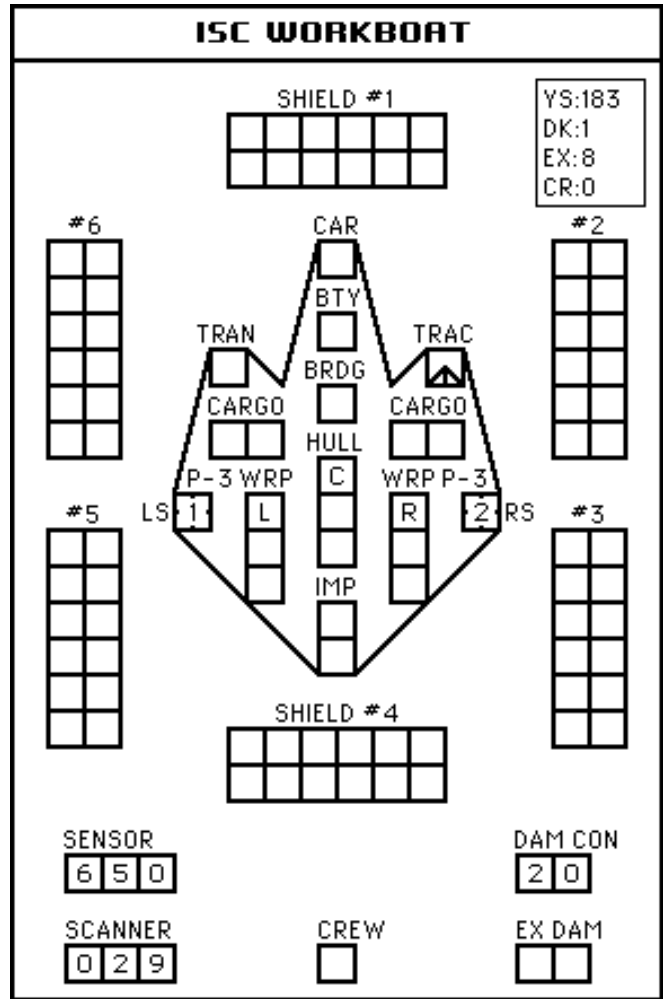 ISC WORKBOAT
SHIELD #1
YS:183
DK:1
EX:8
CR:0
#6
CAR
#2
BTY
TRAN
TRAC
BRDG
CARGO
CARGO
HULL
C
P-3 WRP
WRP P-3
#5
LS 1
L
R
2 RS
#3
IMP
SHIELD #4
SENSOR
6 5 0
DAM CON
2 0
SCANNER
0 2 9
CREW
EX DAM